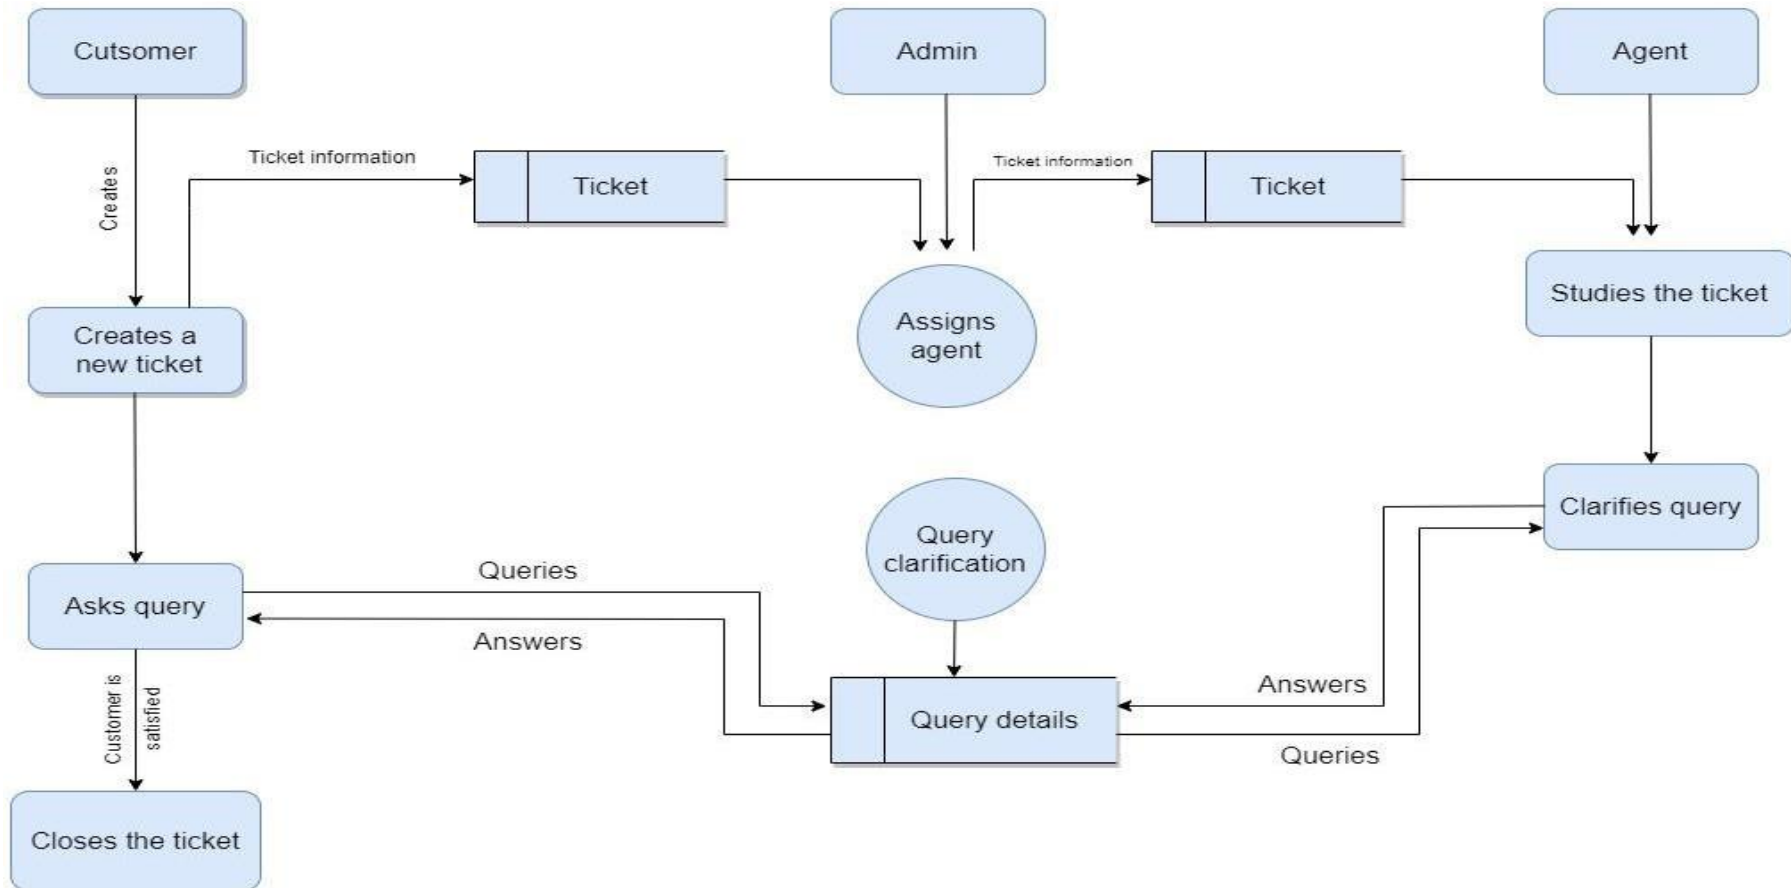 Cutsomer
Admin
Agent
Creates
Ticket information
Ticket
Ticket information
Ticket
Creates a
new ticket
Assigns
agent
Studies the ticket
Query
clarification
Clarifies query
Asks query
Queries
Answers
Customer is
satisfied
Query details
Answers
Queries
Closes the ticket